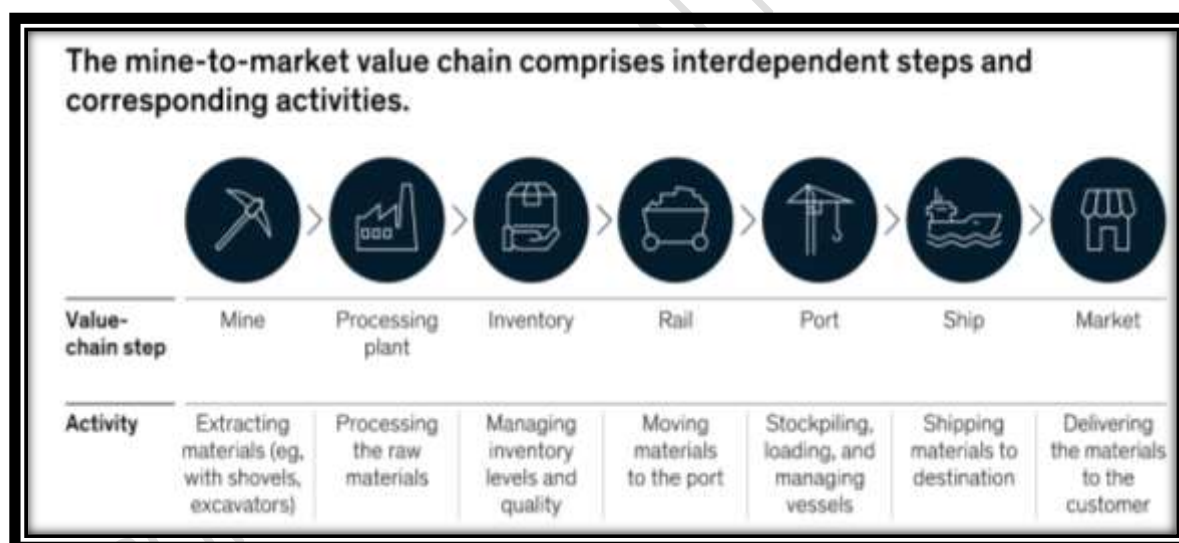 The mine-to-market value chain comprises interdependent steps and
corresponding activities.
Value-
chain step
Mine
Processing
plant
Inventory
Rail
Port
Ship
Market
Activity
Extracting
materials (eg,
with shovels,
excavators)
Processing
the raw
materials
Managing
inventory
levels and
quality
Moving
materials
to the port
Stockpiling,
loading, and
managing
vessels
Shipping
materials to
destination
Delivering
the materials
to the
customer